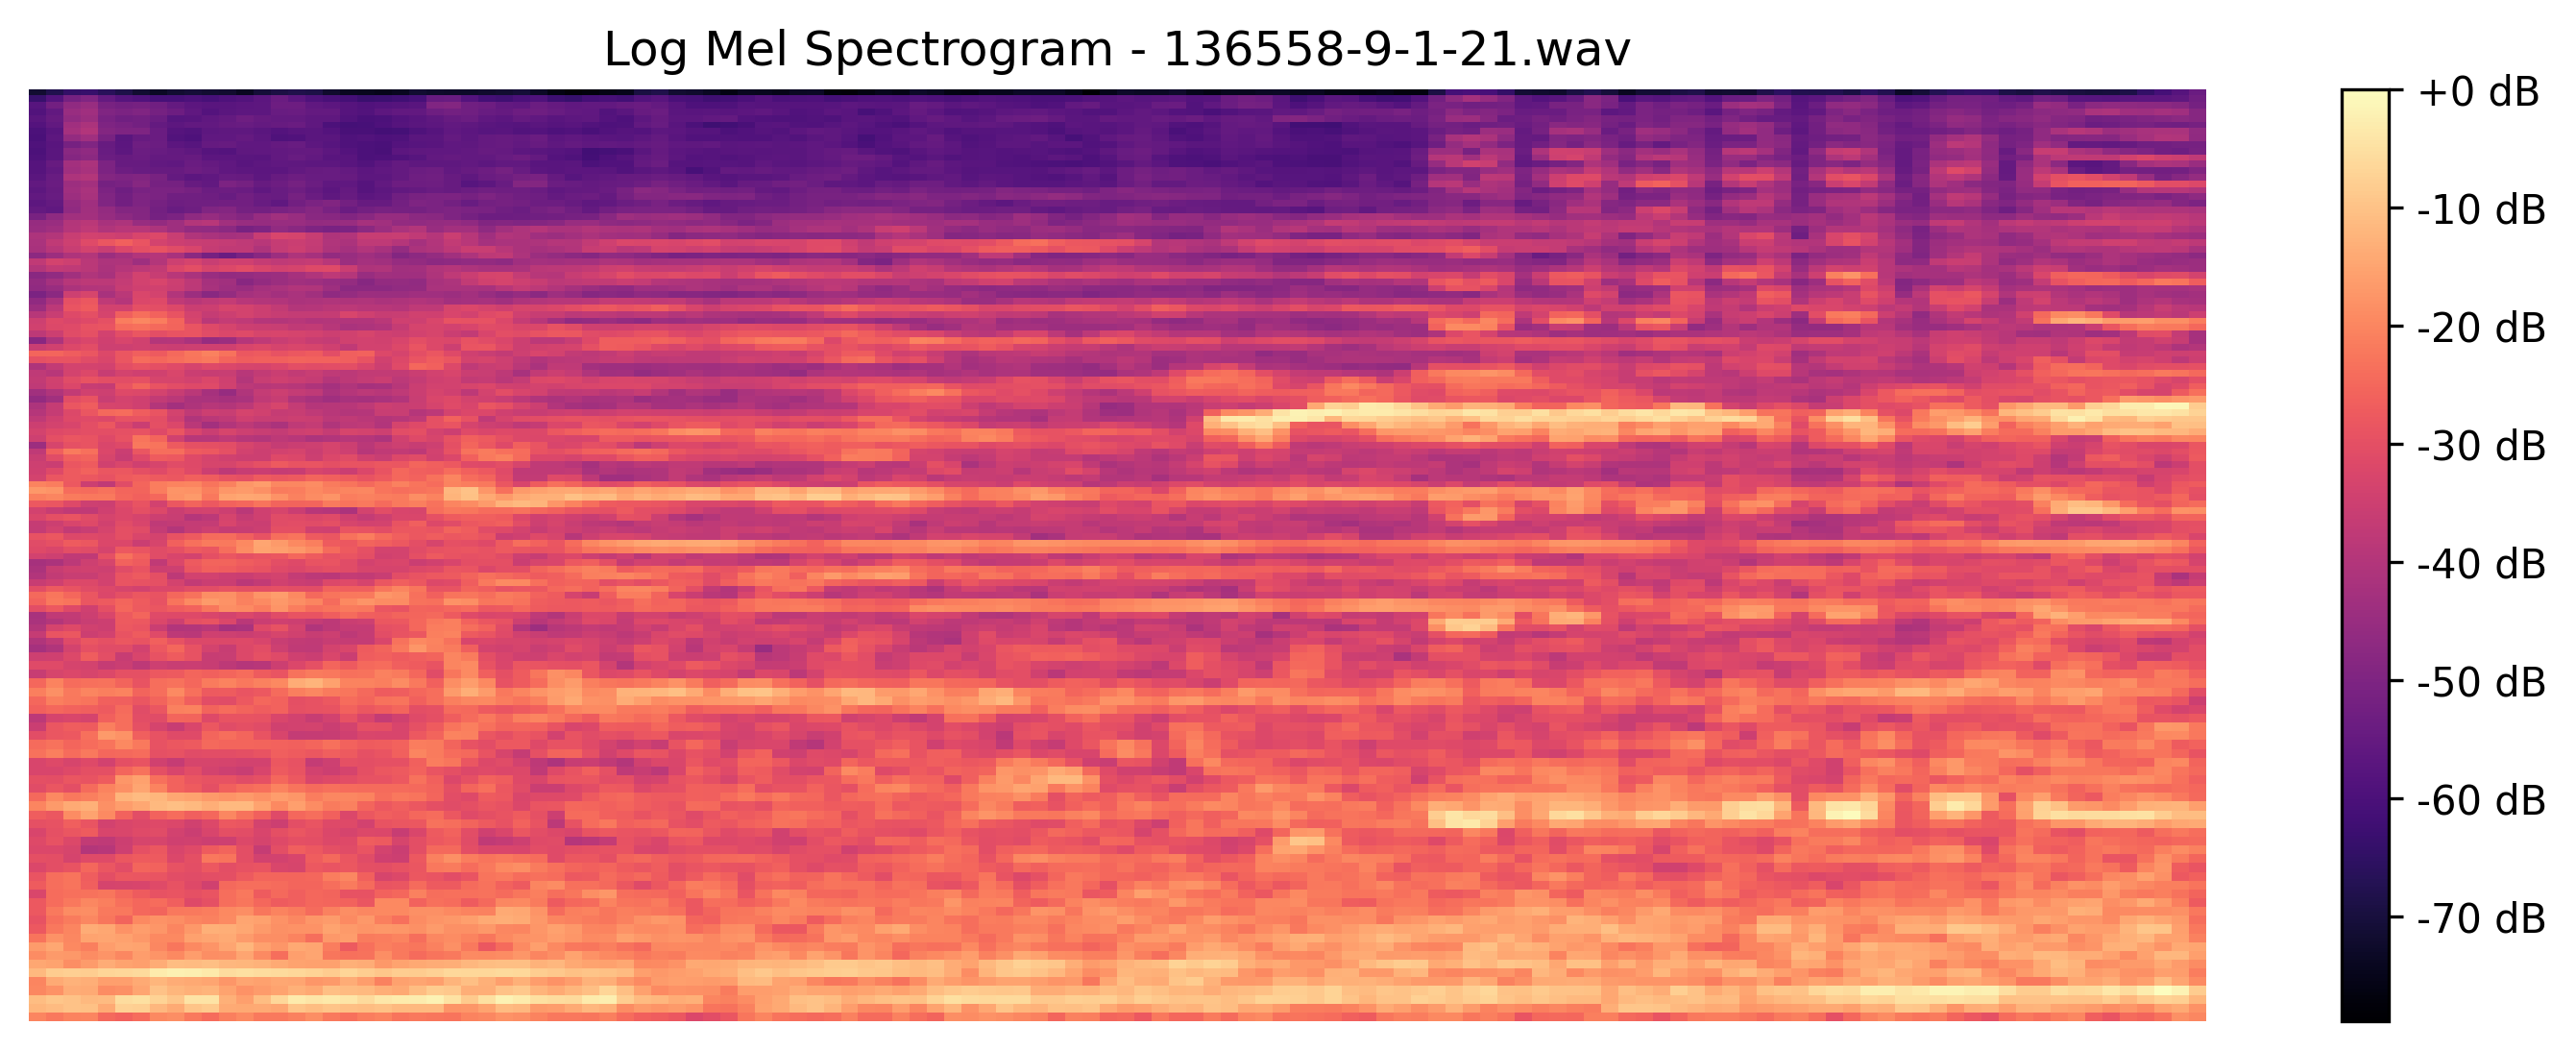 Log Mel Spectrogram - 136558-9-1-21.wav
+0 dB
-10 dB
-20 dB
-30 dB
-40 dB
-50 dB
-60 dB
-70 dB